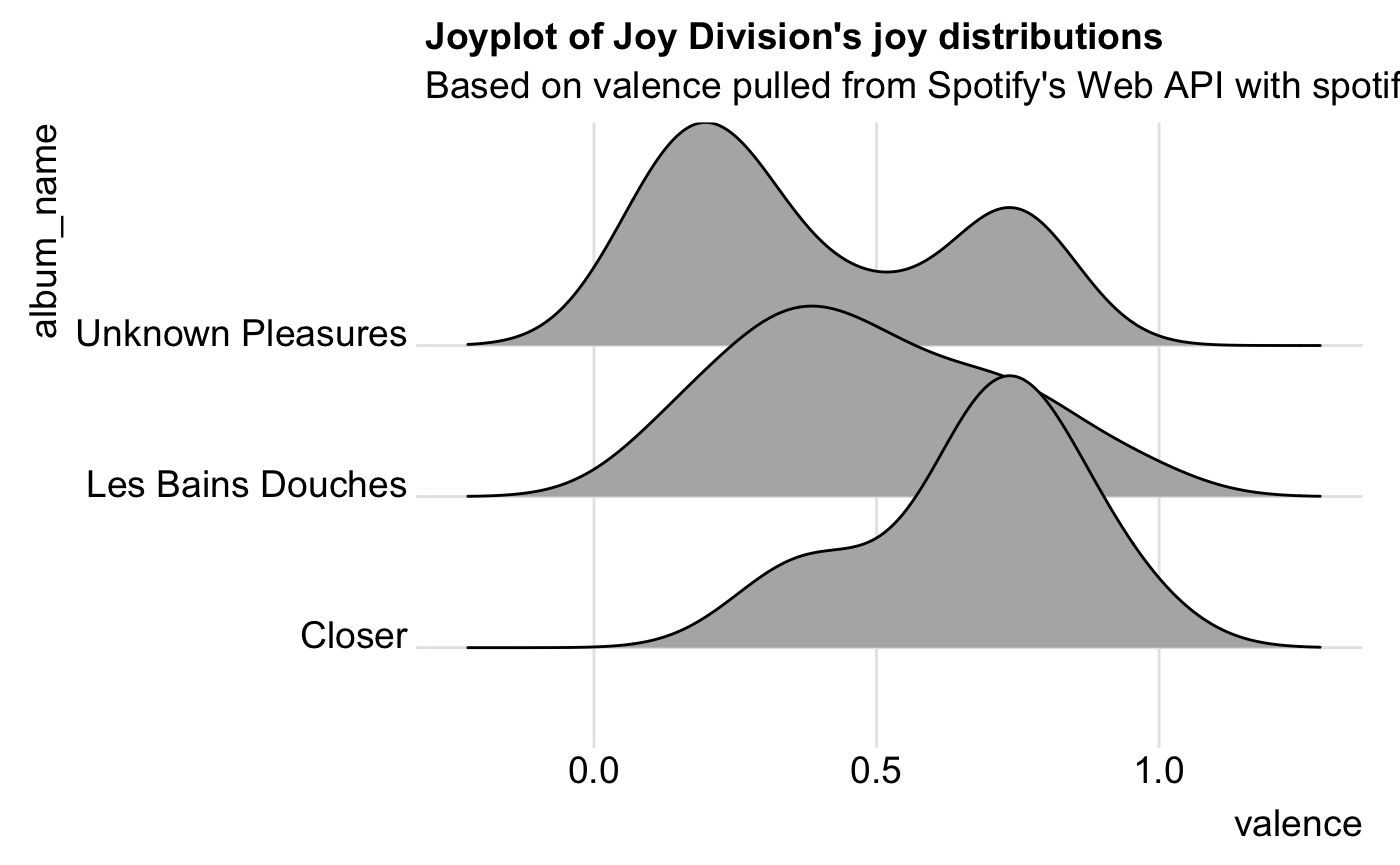 Joyplot of Joy Division's joy distributions
Based on valence pulled from Spotify's Web API with
album_name
Unknown Pleasures
Les Bains Douches
Closer
0.0 0.5 1.0
valence